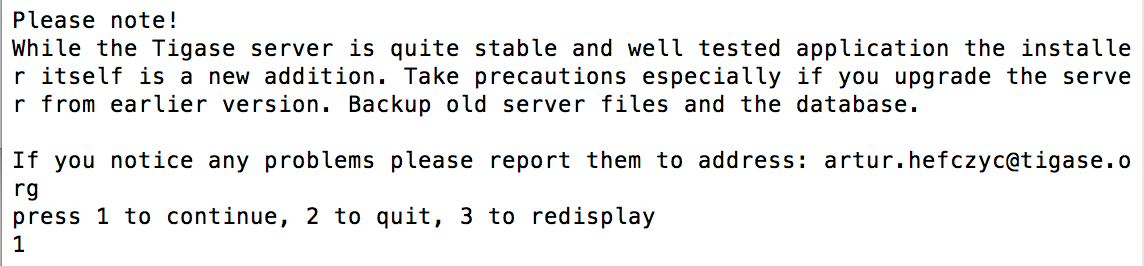 Please note!
While the Tigase server is quite stable and well tested application the installe
r itself is a new addition. Take precautions especially if you upgrade the serve
r from earlier version. Backup old server files and the database.
If you notice any problems please report them to address: artur.hefczyc@tigase.o
rg
press 1 to continue, 2 to quit, 3 to redisplay
1